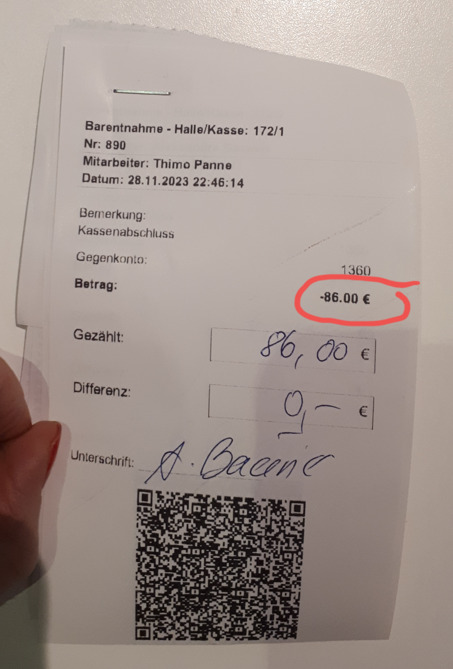 Barentnahme - Halle/Kasse: 172/1
Nr: 890
Mitarbeiter: Thimo Panne
Datum: 28.11.2023 22:46:14
Bemerkung:
Kassenabschluss
Gegenkonto: 1360
Betrag: -86.00 €
Gezählt: 86,00 €
Differenz: 0,— €
Unterschrift: A.